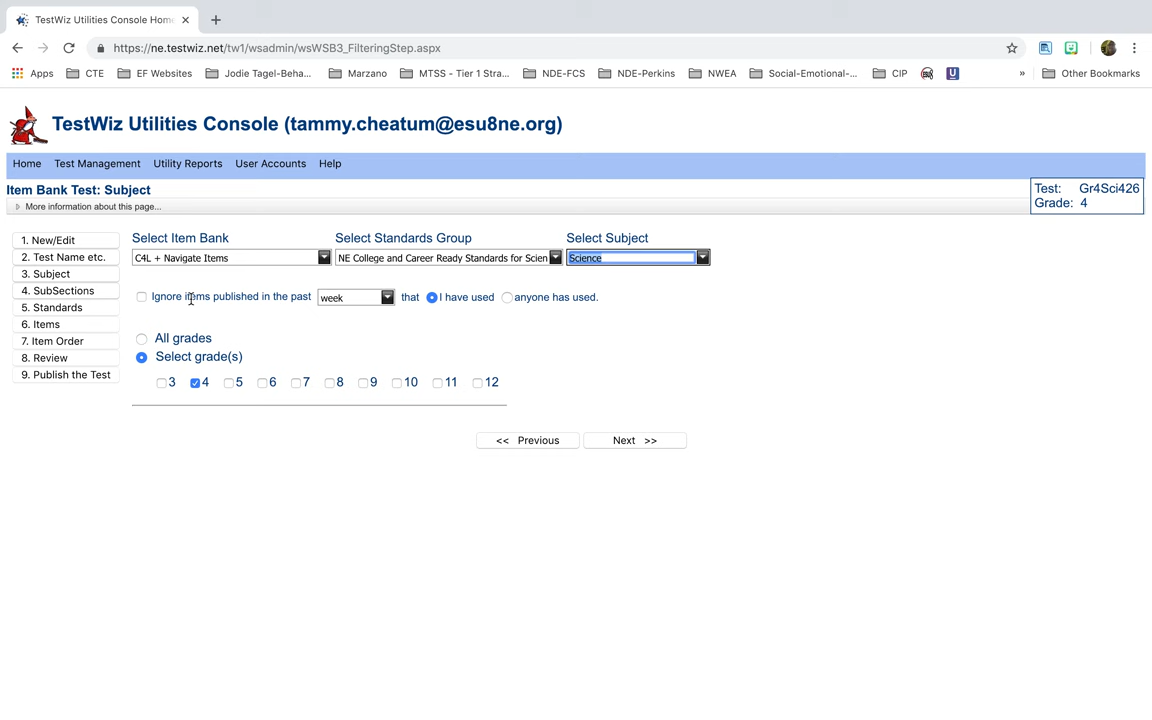 TestWiz Utilities Console Home
https://ne.testwiz.net/tw1/wsadmin/wsWSB3_FilteringStep.aspx
Apps CTE EF Websites Jodie Tagel-Beha... Marzano MTSS - Tier 1 Stra... NDE-FCS NDE-Perkins NWEA Social-Emotional-... CIP U » Other Bookmarks
TestWiz Utilities Console (tammy.cheatum@esu8ne.org)
Home Test Management Utility Reports User Accounts Help
Item Bank Test: Subject
Test: Gr4Sci426
Grade: 4
More information about this page...
1. New/Edit
2. Test Name etc.
3. Subject
4. SubSections
5. Standards
6. Items
7. Item Order
8. Review
9. Publish the Test
Select Item Bank Select Standards Group Select Subject
C4L + Navigate Items NE College and Career Ready Standards for Scien Science
Ignore items published in the past week that I have used anyone has used.
All grades
Select grade(s)
3 4 5 6 7 8 9 10 11 12
<< Previous Next >>